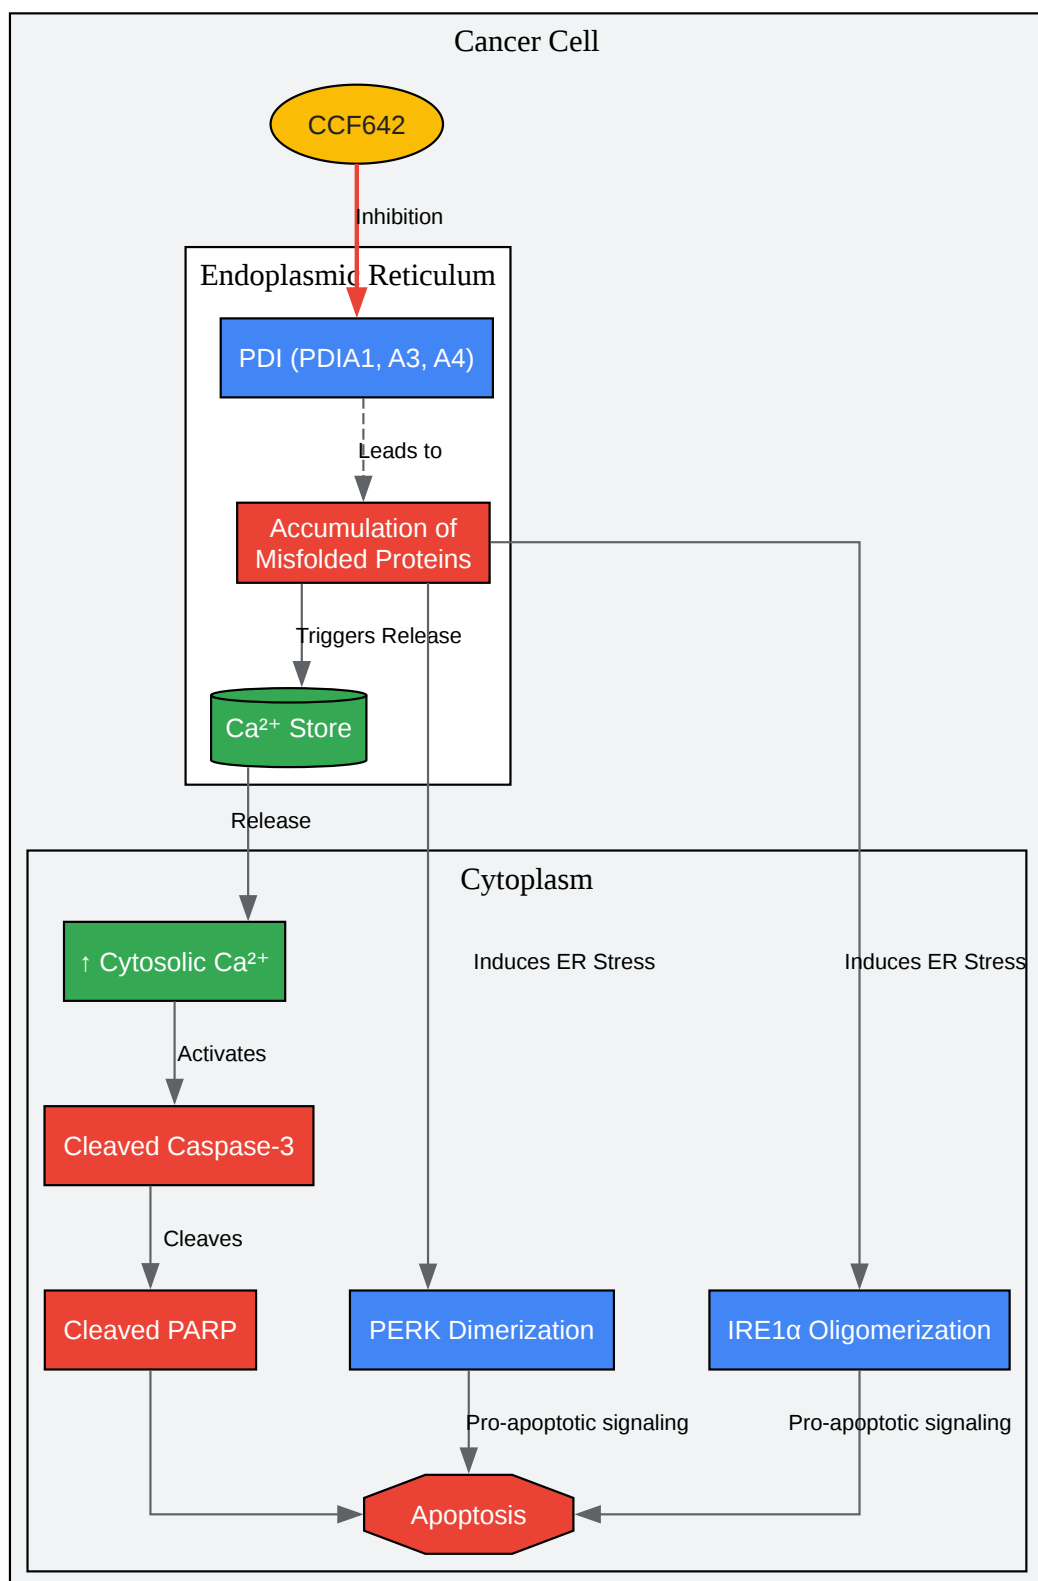 Cancer Cell
CCF642
Inhibition
Endoplasmic Reticulum
PDI (PDIA1, A3, A4)
Leads to
Accumulation of
Misfolded Proteins
Triggers Release
Ca²⁺ Store
Release
Cytoplasm
↑ Cytosolic Ca²⁺
Induces ER Stress
Induces ER Stress
Activates
Cleaved Caspase-3
Cleaves
Cleaved PARP
PERK Dimerization
IRE1α Oligomerization
Pro-apoptotic signaling
Pro-apoptotic signaling
Apoptosis